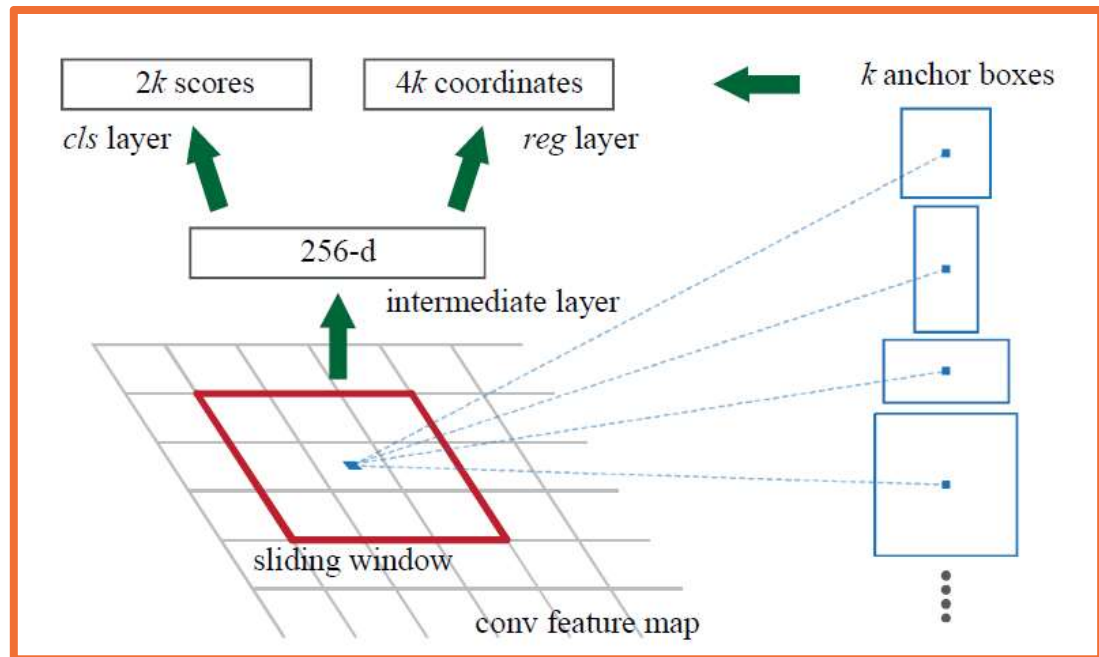 2k scores
4k coordinates
k anchor boxes
cls layer
reg layer
256-d
intermediate layer
sliding window
conv feature map